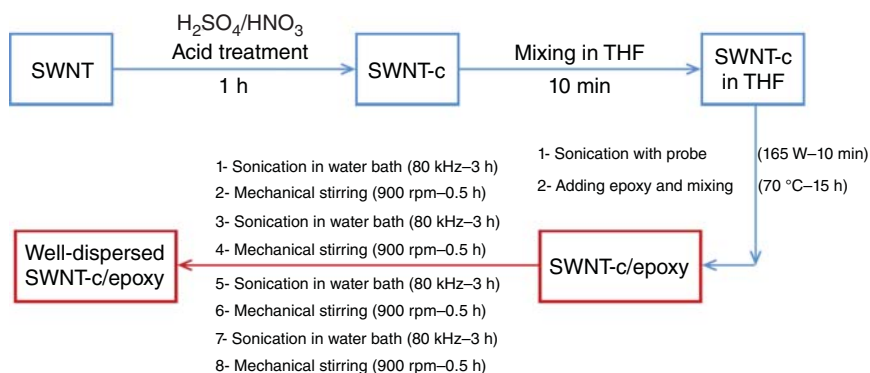 H₂SO₄/HNO₃
Acid treatment
1 h
SWNT
SWNT-c
Mixing in THF
10 min
SWNT-c
in THF
1- Sonication with probe (165 W–10 min)
2- Adding epoxy and mixing (70 °C–15 h)
SWNT-c/epoxy
1- Sonication in water bath (80 kHz–3 h)
2- Mechanical stirring (900 rpm–0.5 h)
3- Sonication in water bath (80 kHz–3 h)
4- Mechanical stirring (900 rpm–0.5 h)
5- Sonication in water bath (80 kHz–3 h)
6- Mechanical stirring (900 rpm–0.5 h)
7- Sonication in water bath (80 kHz–3 h)
8- Mechanical stirring (900 rpm–0.5 h)
Well-dispersed
SWNT-c/epoxy